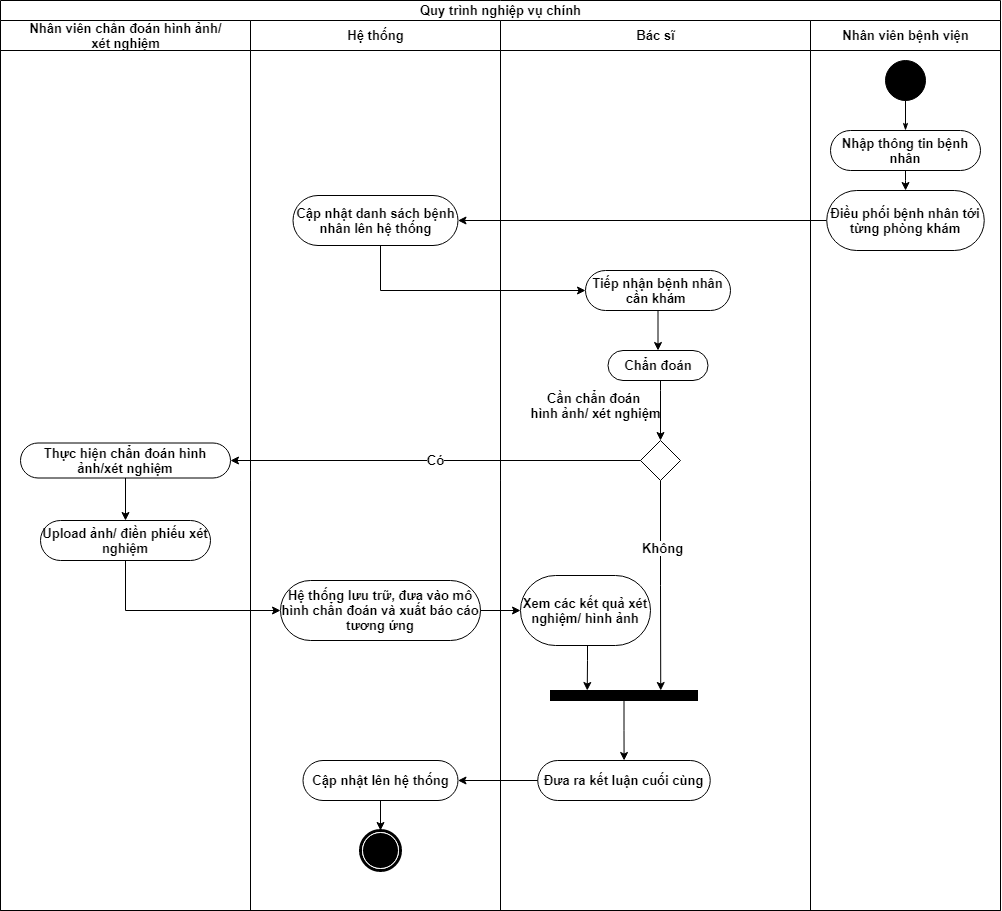 Quy trình nghiệp vụ chính
Nhân viên chẩn đoán hình ảnh/
xét nghiệm
Hệ thống
Bác sĩ
Nhân viên bệnh viện
Nhập thông tin bệnh
nhân
Điều phối bệnh nhân tới
từng phòng khám
Cập nhật danh sách bệnh
nhân lên hệ thống
Tiếp nhận bệnh nhân
cần khám
Chẩn đoán
Cần chẩn đoán
hình ảnh/ xét nghiệm
Có
Thực hiện chẩn đoán hình
ảnh/xét nghiệm
Upload ảnh/ điền phiếu xét
nghiệm
Không
Hệ thống lưu trữ, đưa vào mô
hình chẩn đoán và xuất báo cáo
tương ứng
Xem các kết quả xét
nghiệm/ hình ảnh
Đưa ra kết luận cuối cùng
Cập nhật lên hệ thống